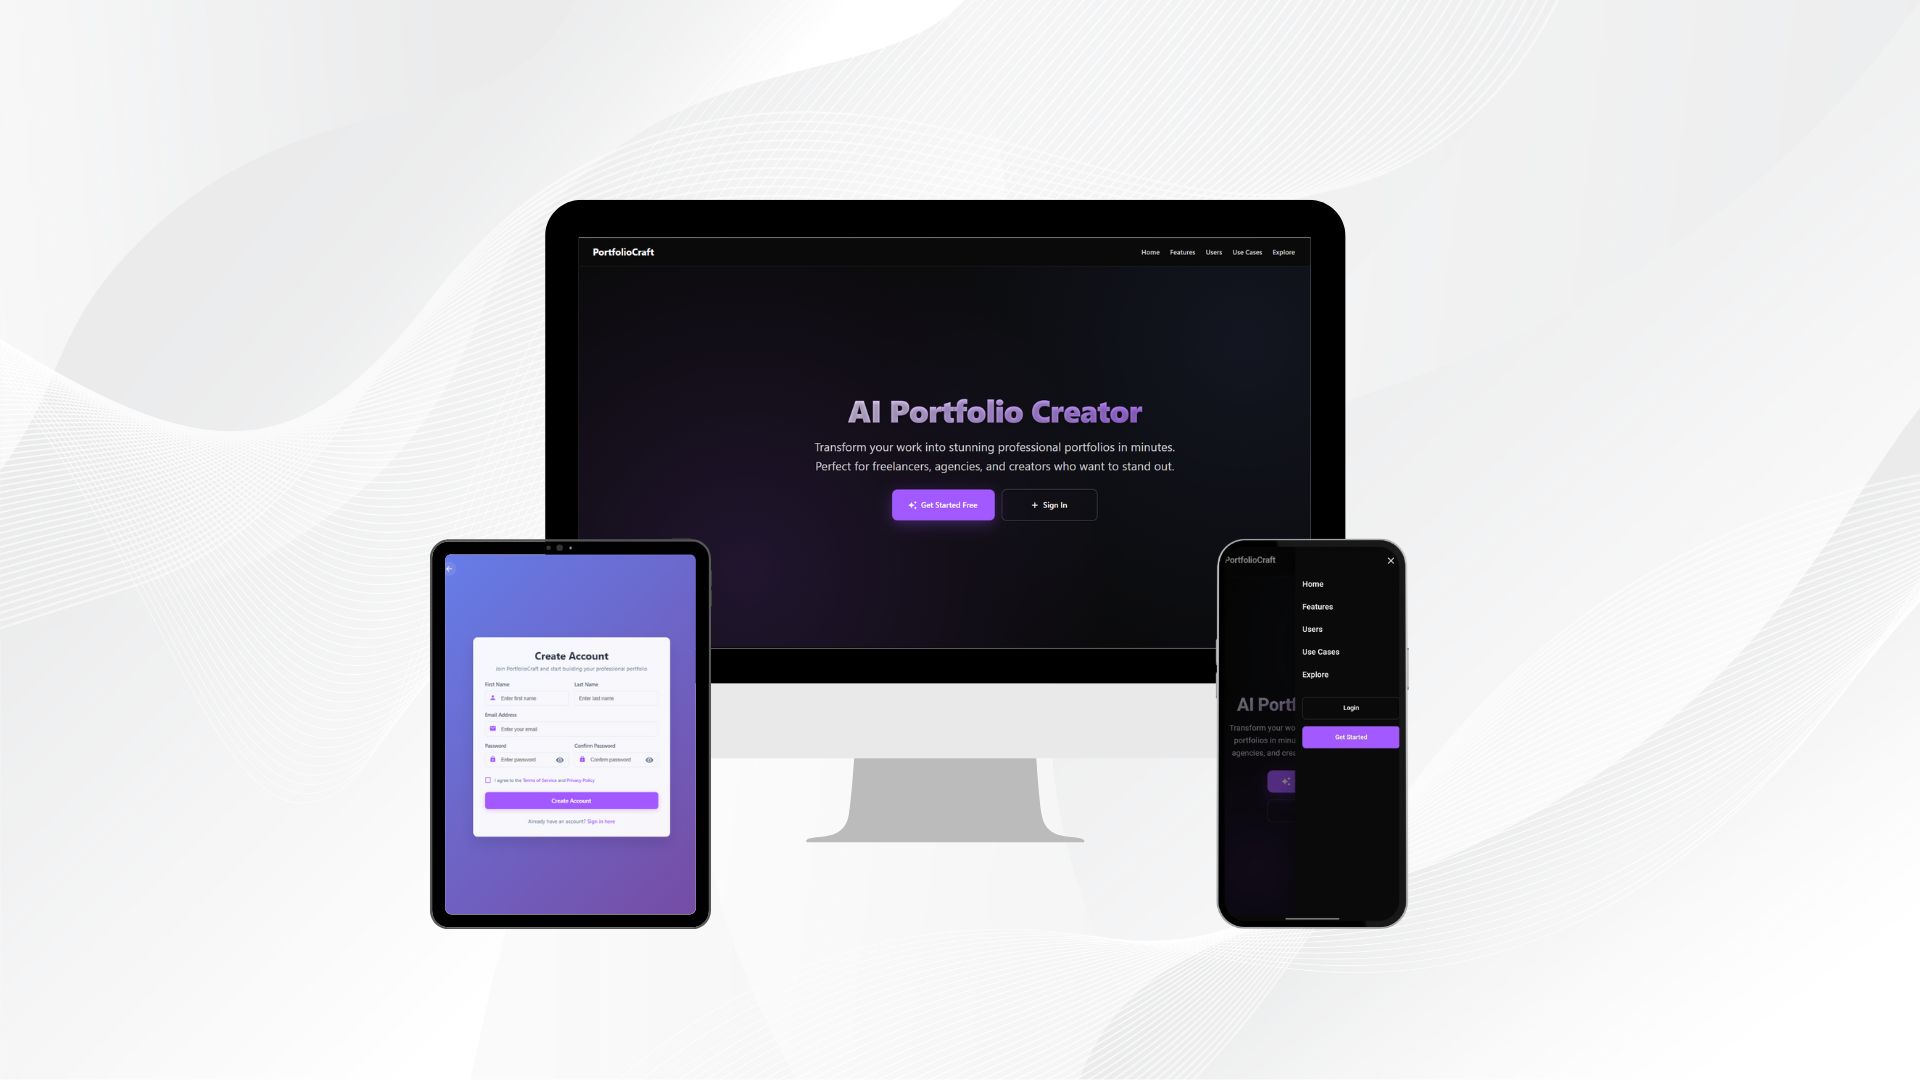 PortfolioCraft
Home Features Users Use Cases Explore
AI Portfolio Creator
Transform your work into stunning professional portfolios in minutes.
Perfect for freelancers, agencies, and creators who want to stand out.
Get Started Free
+ Sign In
Create Account
Join PortfolioCraft and start building your professional portfolio
First Name Last Name
Enter first name Enter last name
Email Address
Enter your email
Password Confirm Password
Enter password Confirm password
I agree to the Terms of Service and Privacy Policy
Create Account
Already have an account? Sign in here
PortfolioCraft
Home
Features
Users
Use Cases
Explore
Login
Get Started
AI Portf
Transform your wo
portfolios in minu
agencies, and crea